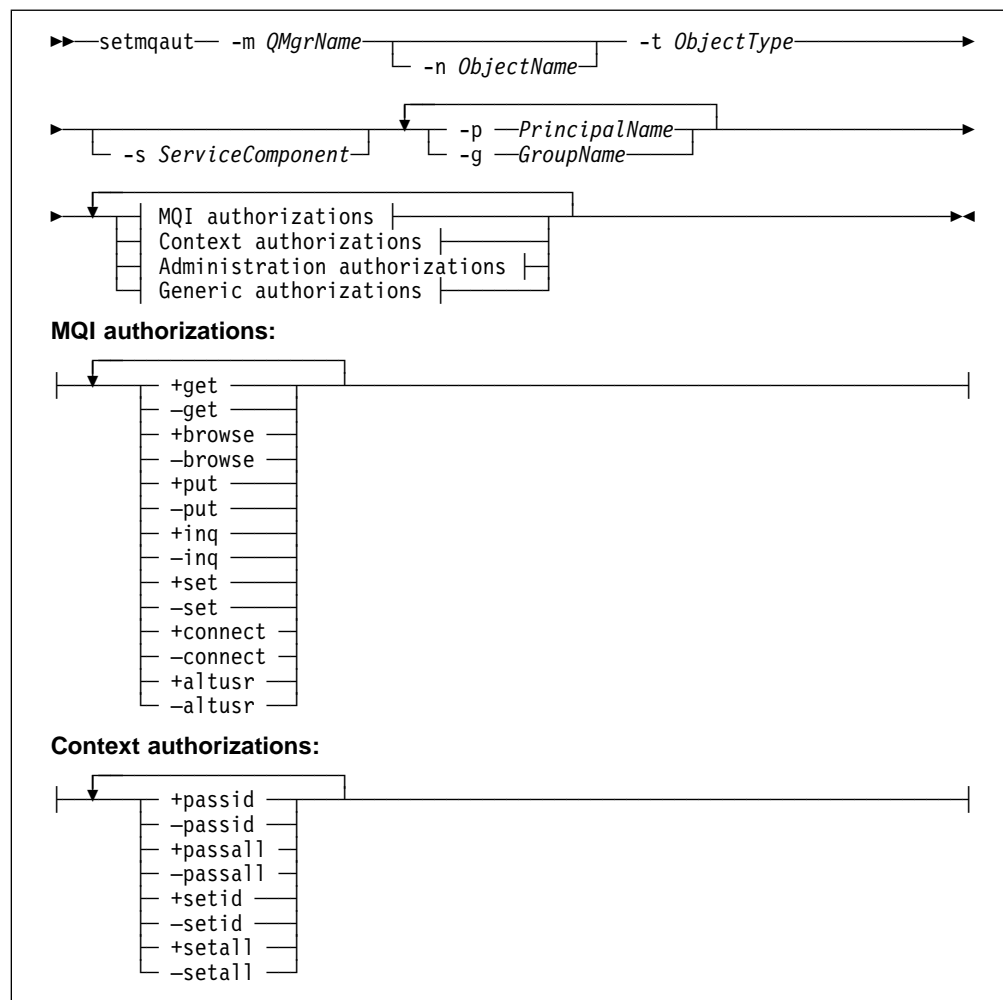 setmqaut -m QMgrName -t ObjectType
-n ObjectName
-p PrincipalName
-s ServiceComponent -g GroupName
MQI authorizations
Context authorizations
Administration authorizations
Generic authorizations
MQI authorizations:
+get
–get
+browse
–browse
+put
–put
+inq
–inq
+set
–set
+connect
–connect
+altusr
–altusr
Context authorizations:
+passid
–passid
+passall
–passall
+setid
–setid
+setall
–setall